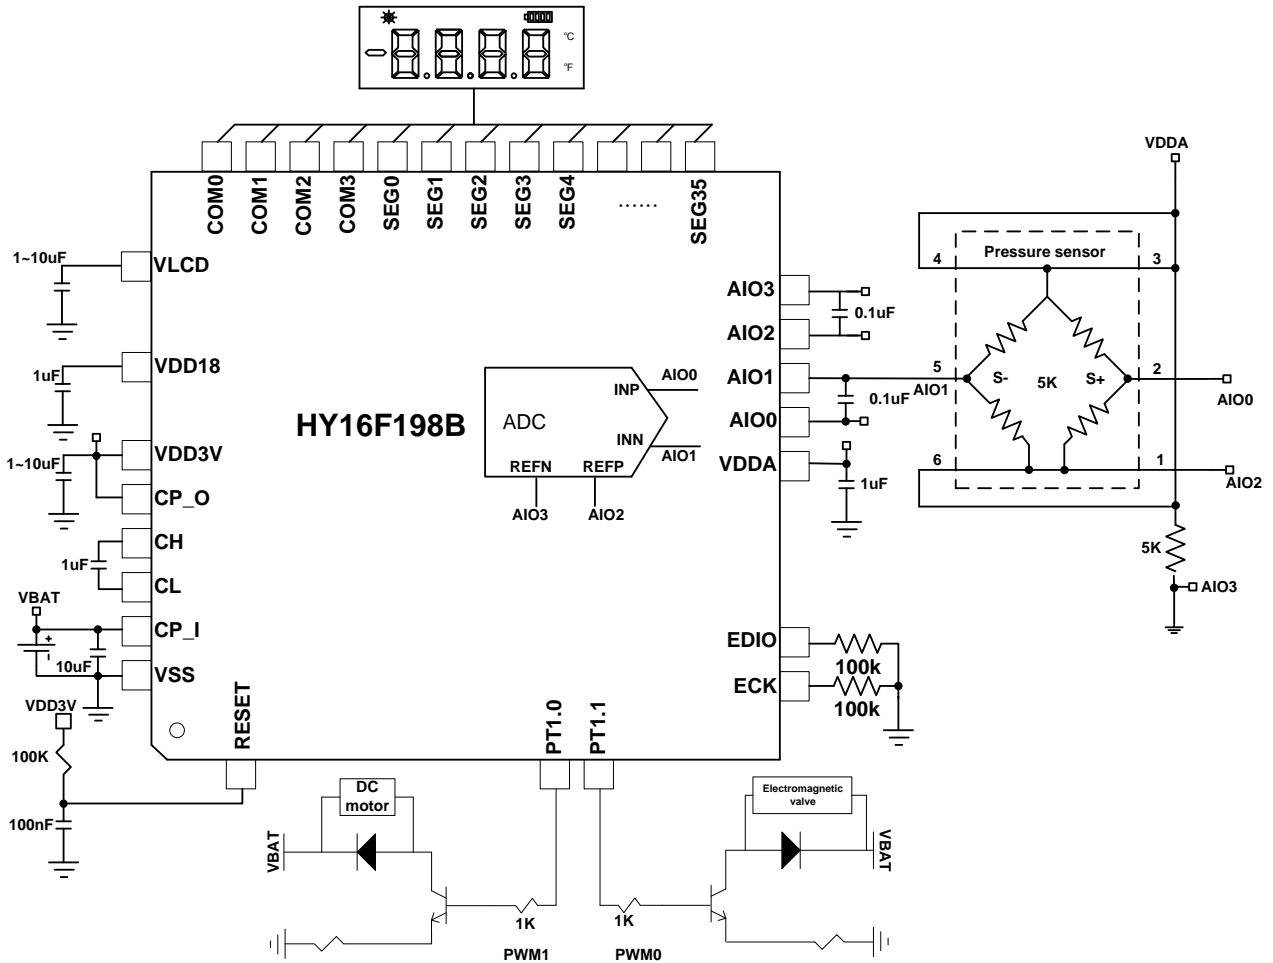 °C
°F
COM0
COM1
COM2
COM3
SEG0
SEG1
SEG2
SEG3
SEG4
......
SEG35
1~10uF
VLCD
1uF
VDD18
1~10uF
VDD3V
CP_O
CH
1uF
CL
VBAT
CP_I
+
-
10uF
VSS
VDD3V
100K
100nF
RESET
HY16F198B
ADC
INP
AIO0
INN
AIO1
REFN
REFP
AIO3
AIO2
AIO3
0.1uF
AIO2
AIO1
0.1uF
AIO0
VDDA
1uF
EDIO
100k
ECK
100k
VDDA
Pressure sensor
4
3
5
AIO1
S-
5K
S+
2
AIO0
6
1
AIO2
5K
AIO3
PT1.0
PT1.1
DC
motor
VBAT
1K
PWM1
Electromagnetic
valve
VBAT
1K
PWM0